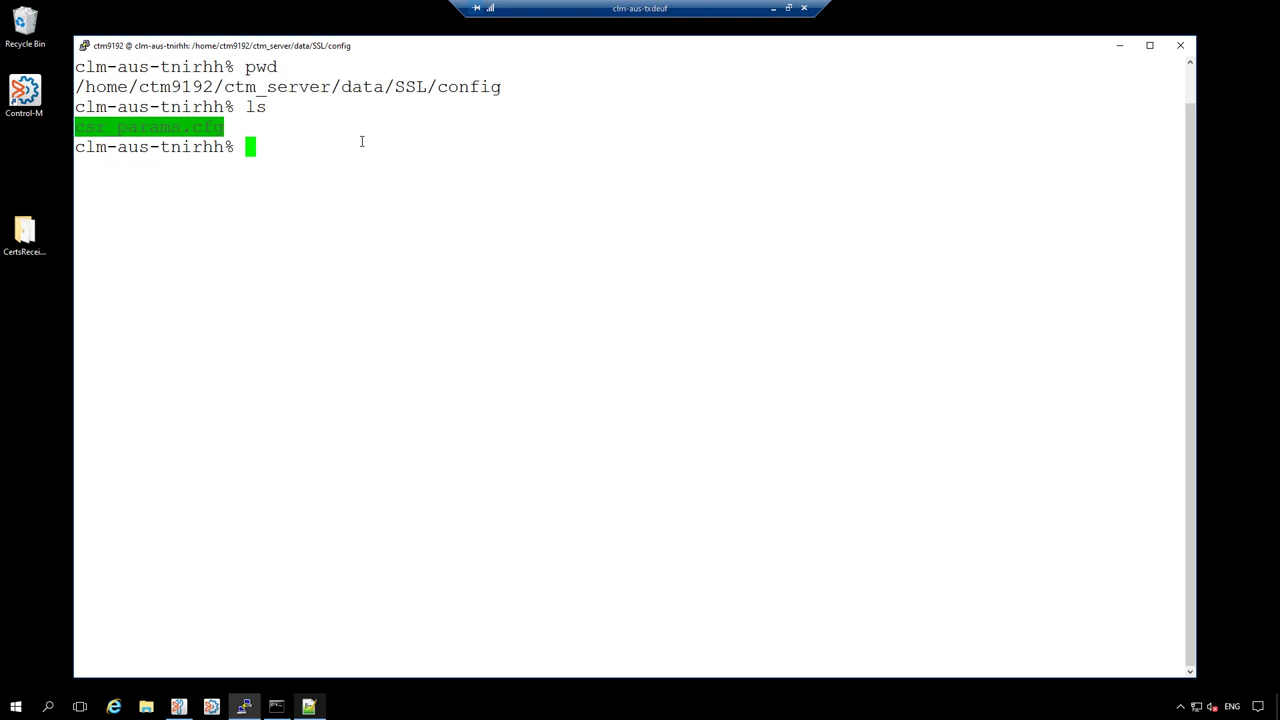 clm-aus-txdeuf
Recycle Bin
Control-M
CertsRecei...
ctm9192 @ clm-aus-tnirhh: /home/ctm9192/ctm_server/data/SSL/config
clm-aus-tnirhh% pwd
/home/ctm9192/ctm_server/data/SSL/config
clm-aus-tnirhh% ls
csr_params.cfg
clm-aus-tnirhh%
ENG